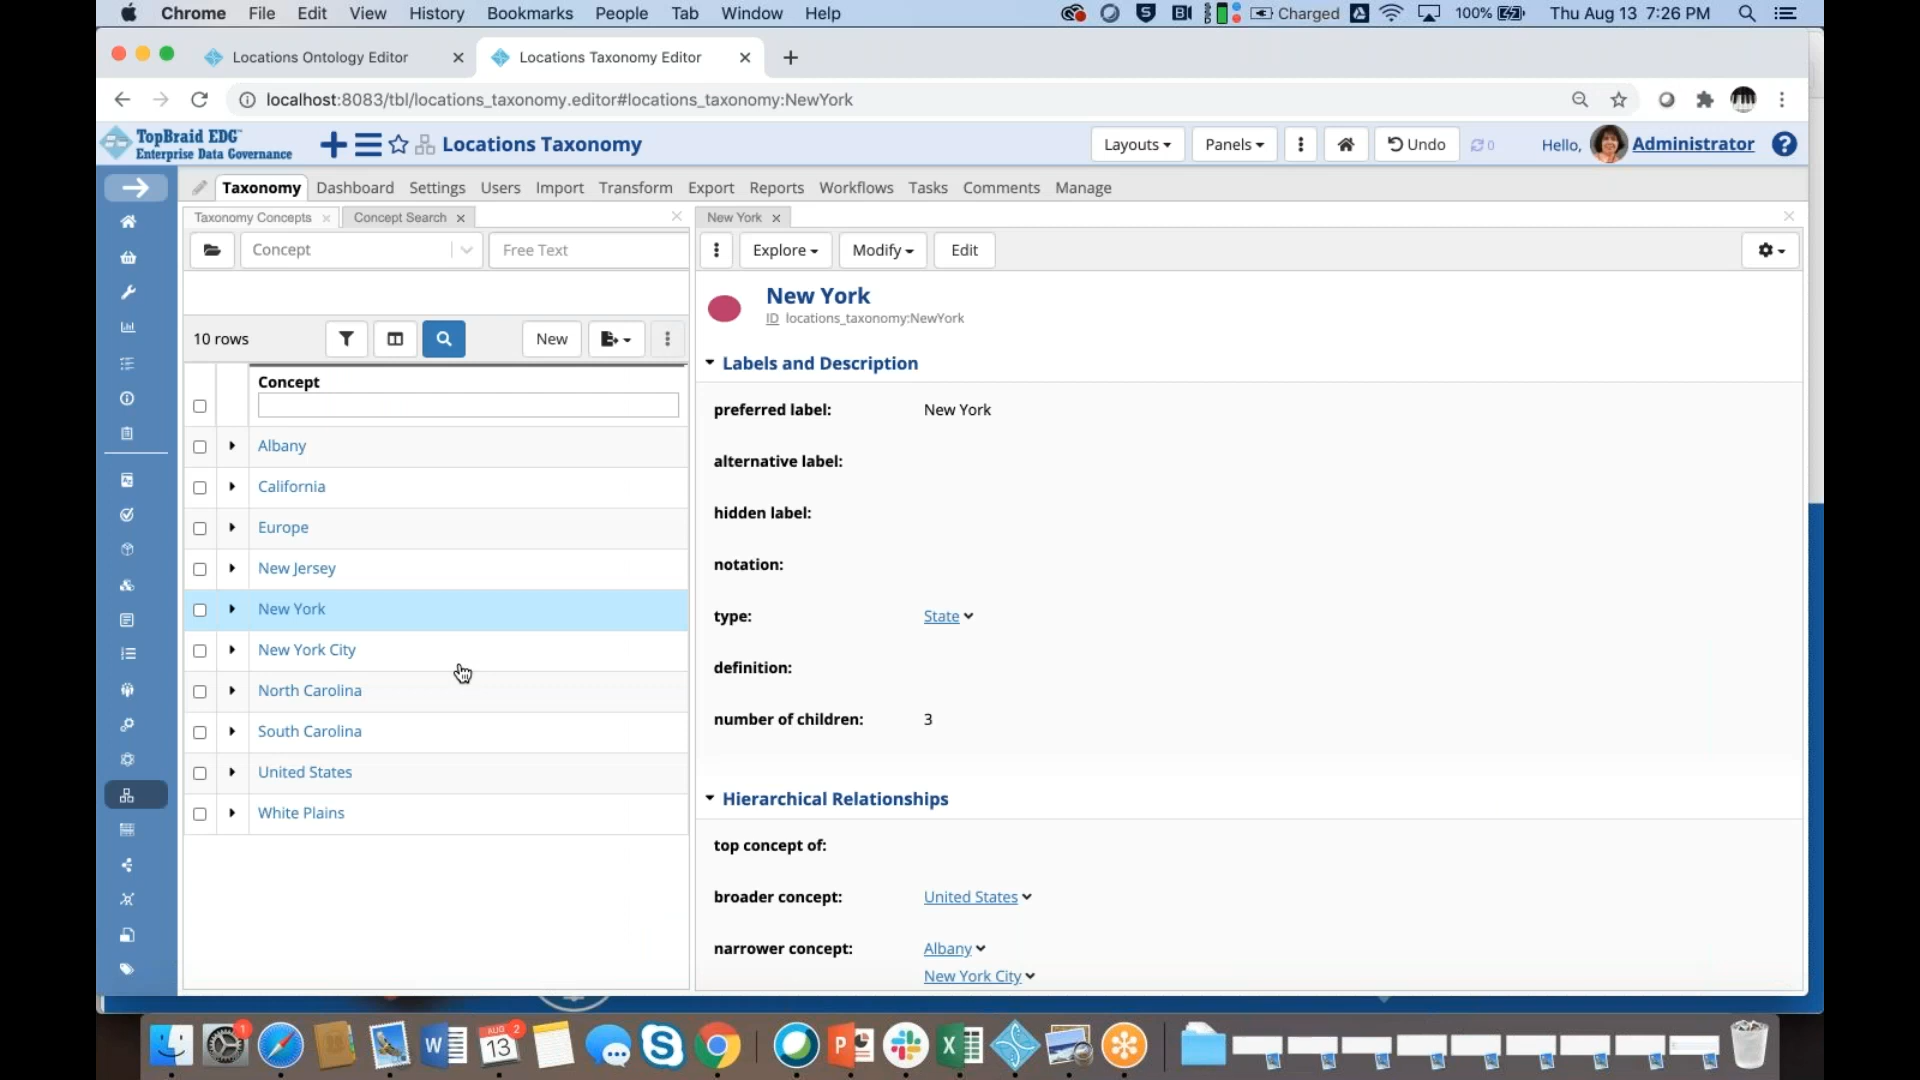 Chrome File Edit View History Bookmarks People Tab Window Help Charged 100% Thu Aug 13 7:26 PM
Locations Ontology Editor Locations Taxonomy Editor
localhost:8083/tbl/locations_taxonomy.editor#locations_taxonomy:NewYork
TopBraid EDG™
Enterprise Data Governance
Locations Taxonomy Layouts Panels Undo 0 Hello, Administrator
Taxonomy Dashboard Settings Users Import Transform Export Reports Workflows Tasks Comments Manage
Taxonomy Concepts Concept Search New York
Concept Free Text Explore Modify Edit
New York
ID locations_taxonomy:NewYork
10 rows New
Labels and Description
Concept
preferred label: New York
Albany
alternative label:
California
hidden label:
Europe
notation:
New Jersey
New York
type: State
New York City
definition:
North Carolina
number of children: 3
South Carolina
United States
Hierarchical Relationships
White Plains
top concept of:
broader concept: United States
narrower concept: Albany
New York City
AUG 2
13